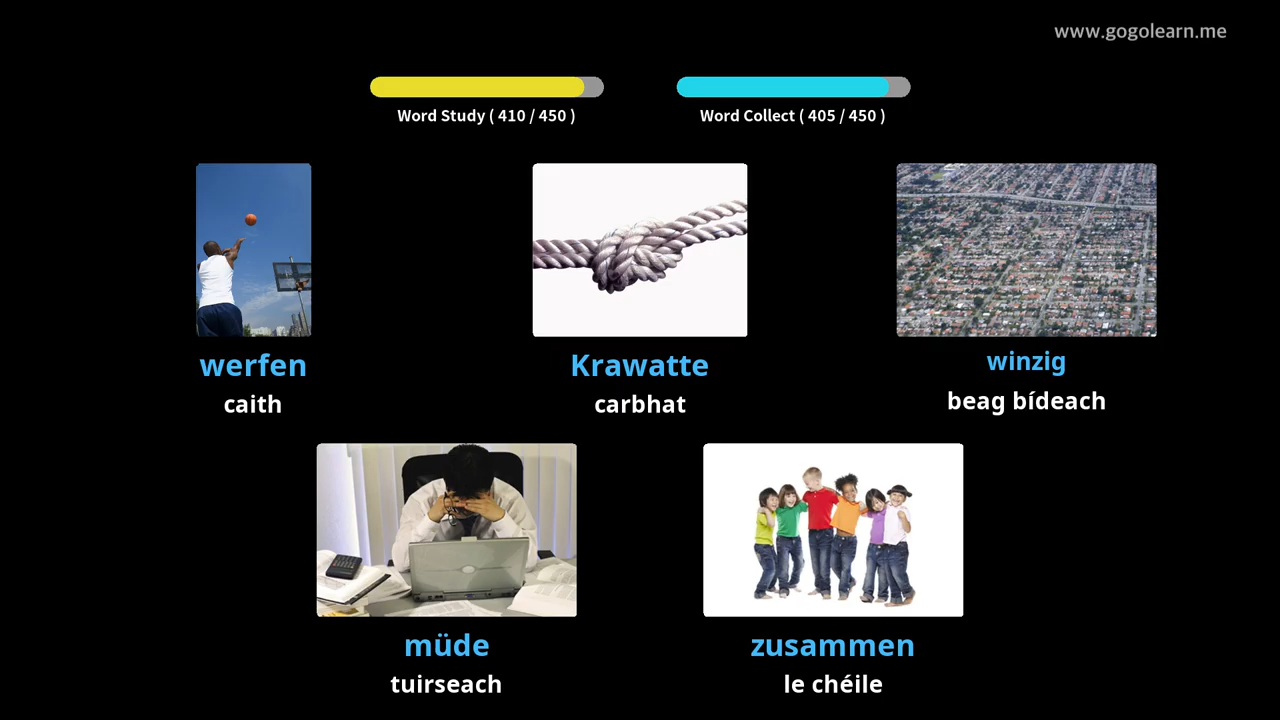 www.gogolearn.me
Word Study ( 410 / 450 )
Word Collect ( 405 / 450 )
werfen
caith
Krawatte
carbhat
winzig
beag bídeach
müde
tuirseach
zusammen
le chéile